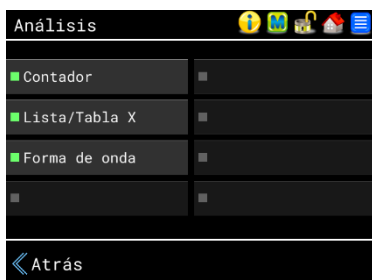 Análisis
M
Contador
Lista/Tabla X
Forma de onda
Atrás